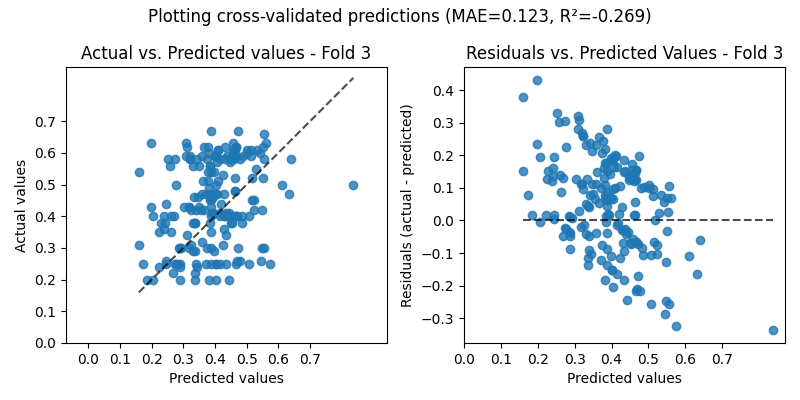 Plotting cross-validated predictions (MAE=0.123, R²=-0.269)
Actual vs. Predicted values - Fold 3
Actual values
0.7
0.6
0.5
0.4
0.3
0.2
0.1
0.0
0.0 0.1 0.2 0.3 0.4 0.5 0.6 0.7
Predicted values
Residuals vs. Predicted Values - Fold 3
Residuals (actual - predicted)
0.4
0.3
0.2
0.1
0.0
−0.1
−0.2
−0.3
0.0 0.1 0.2 0.3 0.4 0.5 0.6 0.7
Predicted values